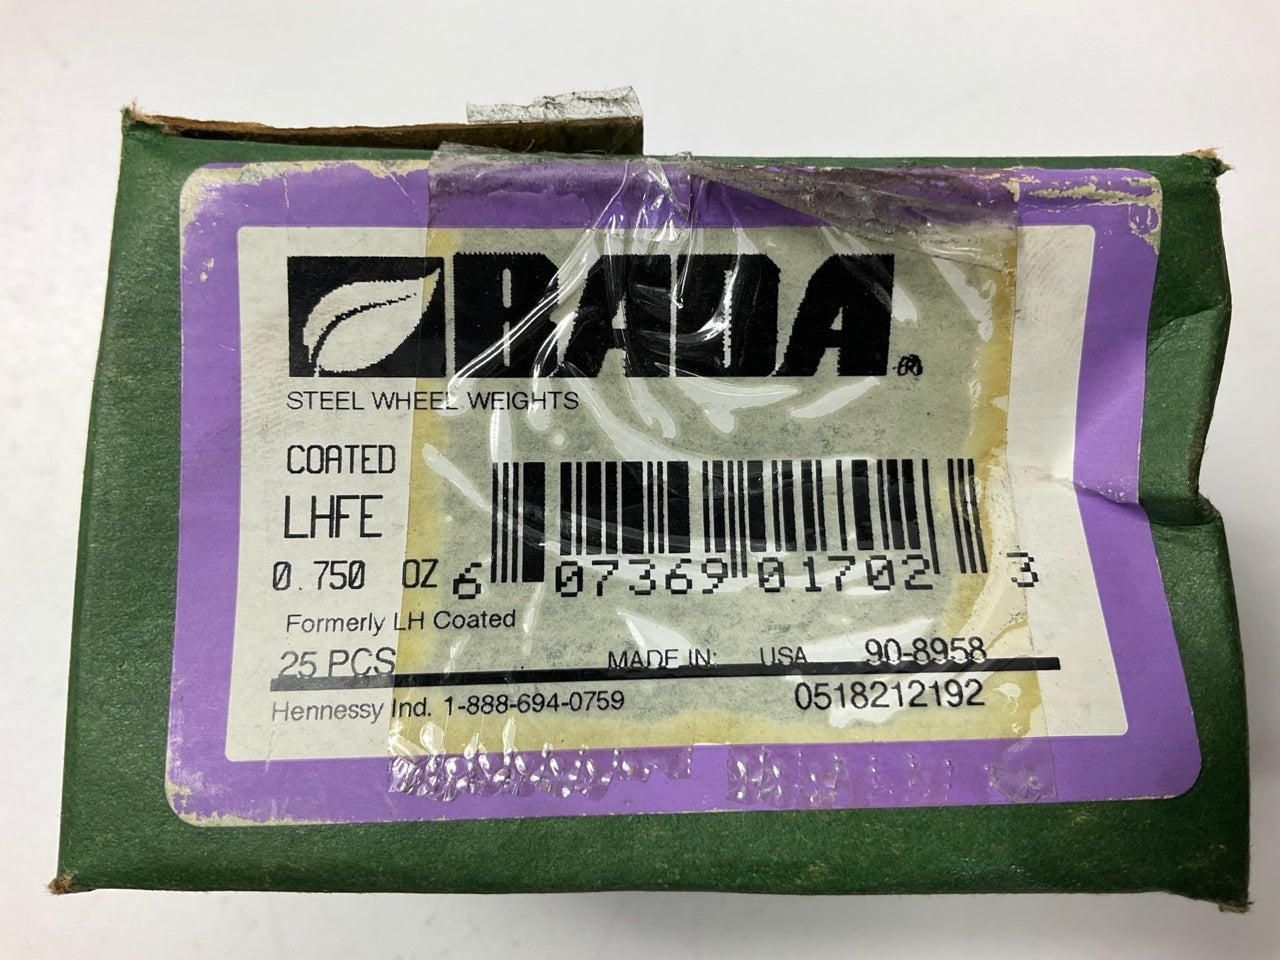 BADA®
STEEL WHEEL WEIGHTS
COATED
LHFE
0.750 OZ
6 07369 01702 3
Formerly LH Coated
25 PCS MADE IN: USA 90-8958
Hennessy Ind. 1-888-694-0759 0518212192